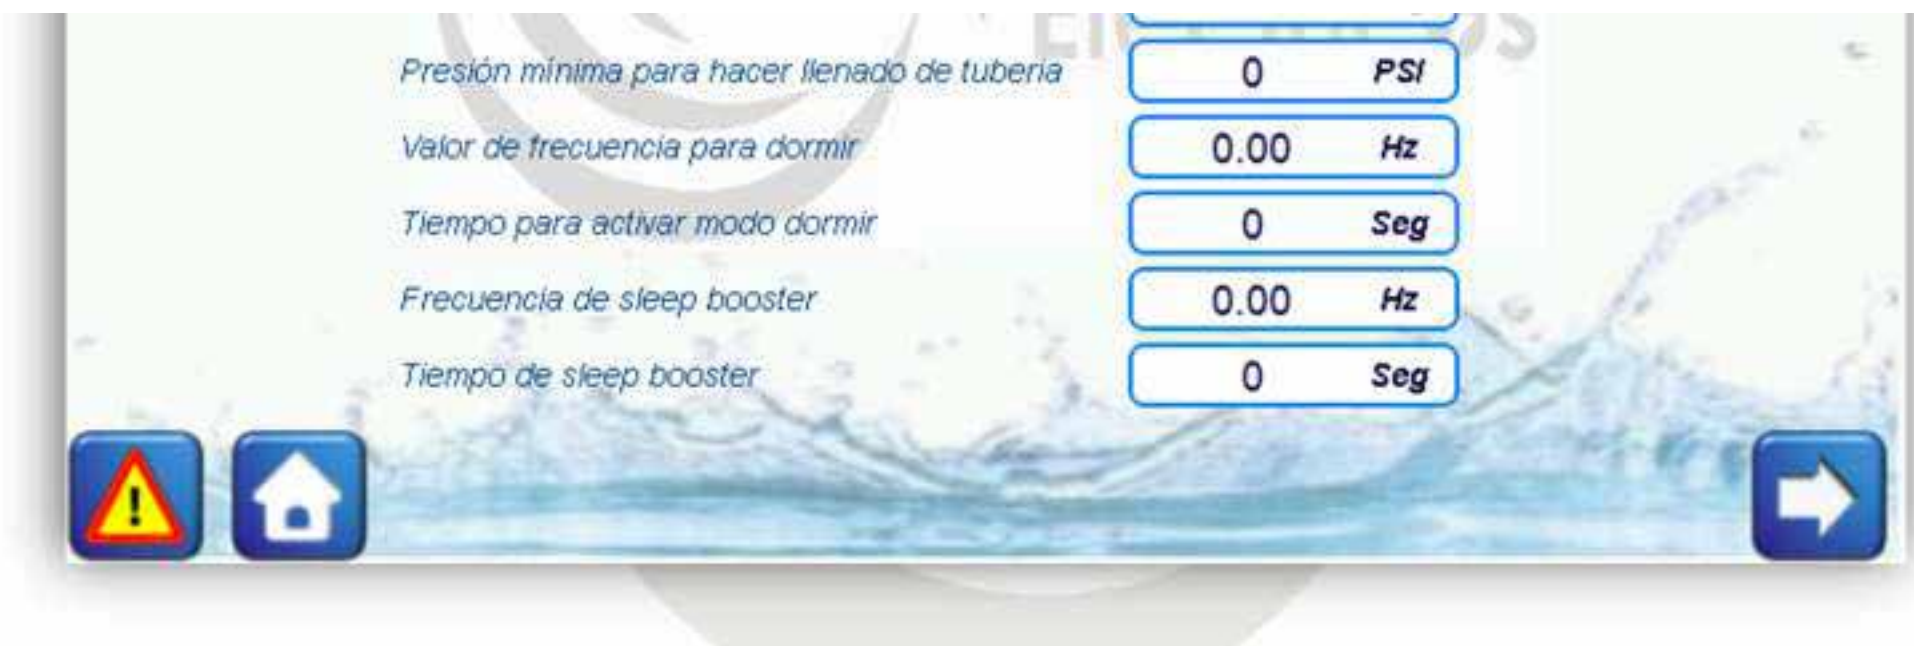 Presión mínima para hacer llenado de tuberia 0 PSI
Valor de frecuencia para dormir 0.00 Hz
Tiempo para activar modo dormir 0 Seg
Frecuencia de sleep booster 0.00 Hz
Tiempo de sleep booster 0 Seg